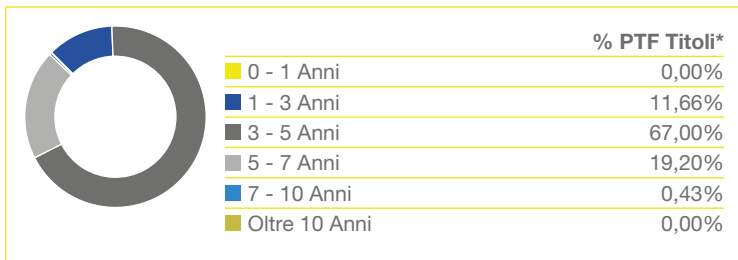 % PTF Titoli*
0 - 1 Anni 0,00%
1 - 3 Anni 11,66%
3 - 5 Anni 67,00%
5 - 7 Anni 19,20%
7 - 10 Anni 0,43%
Oltre 10 Anni 0,00%